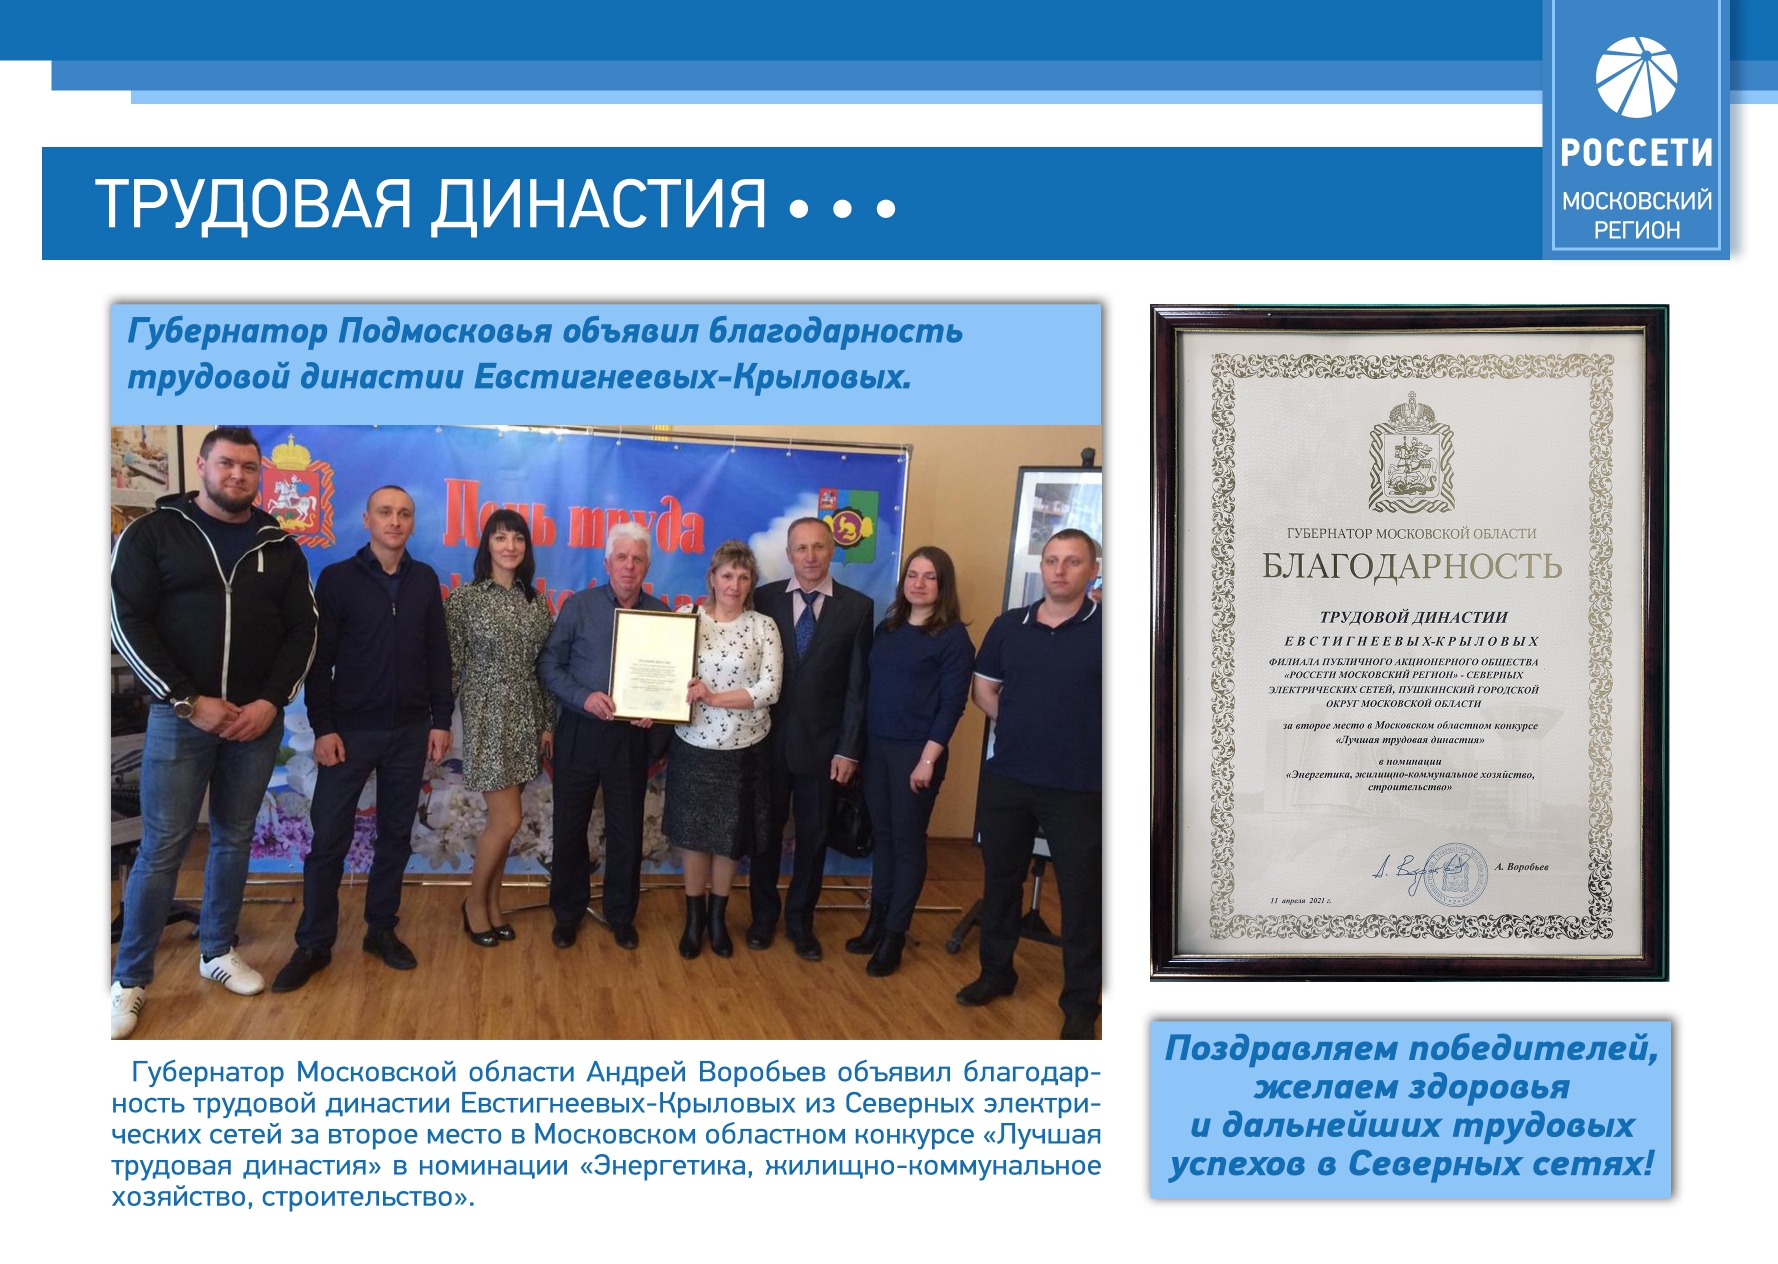 РОССЕТИ
МОСКОВСКИЙ
РЕГИОН
ТРУДОВАЯ ДИНАСТИЯ • • •
Губернатор Подмосковья объявил благодарность
трудовой династии Евстигнеевых-Крыловых.
День труда
Губернатор Московской области Андрей Воробьев объявил благодар-
ность трудовой династии Евстигнеевых-Крыловых из Северных электри-
ческих сетей за второе место в Московском областном конкурсе «Лучшая
трудовая династия» в номинации «Энергетика, жилищно-коммунальное
хозяйство, строительство».
ГУБЕРНАТОР МОСКОВСКОЙ ОБЛАСТИ
БЛАГОДАРНОСТЬ
ТРУДОВОЙ ДИНАСТИИ
ЕВСТИГНЕЕВЫХ-КРЫЛОВЫХ
ФИЛИАЛА ПУБЛИЧНОГО АКЦИОНЕРНОГО ОБЩЕСТВА
«РОССЕТИ МОСКОВСКИЙ РЕГИОН» - СЕВЕРНЫХ
ЭЛЕКТРИЧЕСКИХ СЕТЕЙ, ПУШКИНСКИЙ ГОРОДСКОЙ
ОКРУГ МОСКОВСКОЙ ОБЛАСТИ
за второе место в Московском областном конкурсе
«Лучшая трудовая династия»
в номинации
«Энергетика, жилищно-коммунальное хозяйство,
строительство»
А. Воробьев
11 апреля 2021 г.
Поздравляем победителей,
желаем здоровья
и дальнейших трудовых
успехов в Северных сетях!